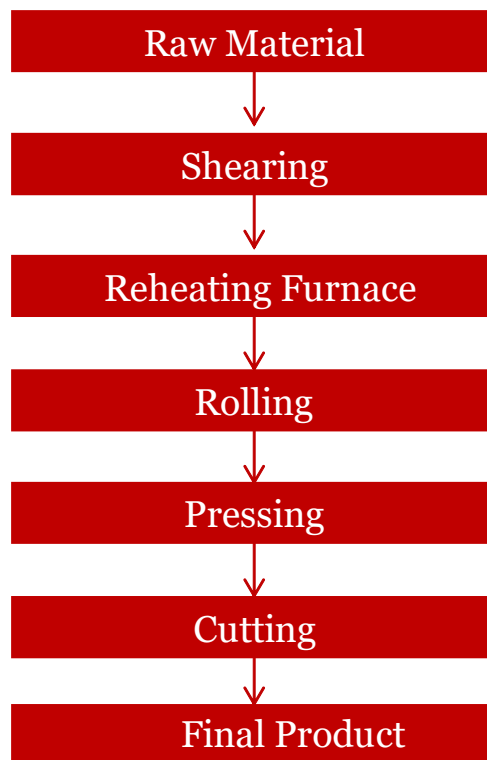 Raw Material
Shearing
Reheating Furnace
Rolling
Pressing
Cutting
Final Product